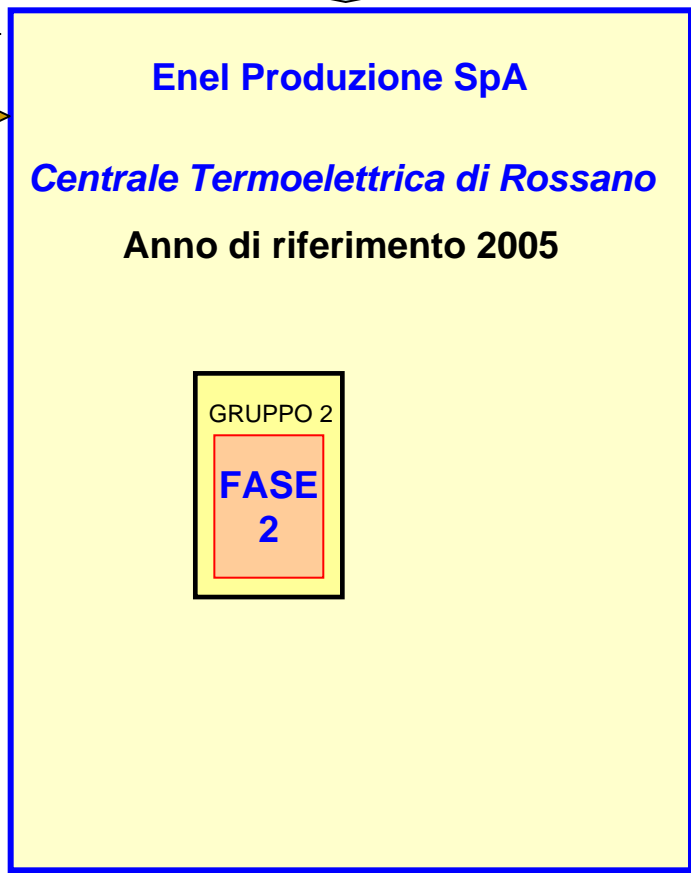 Enel Produzione SpA
Centrale Termoelettrica di Rossano
Anno di riferimento 2005
GRUPPO 2
FASE
2